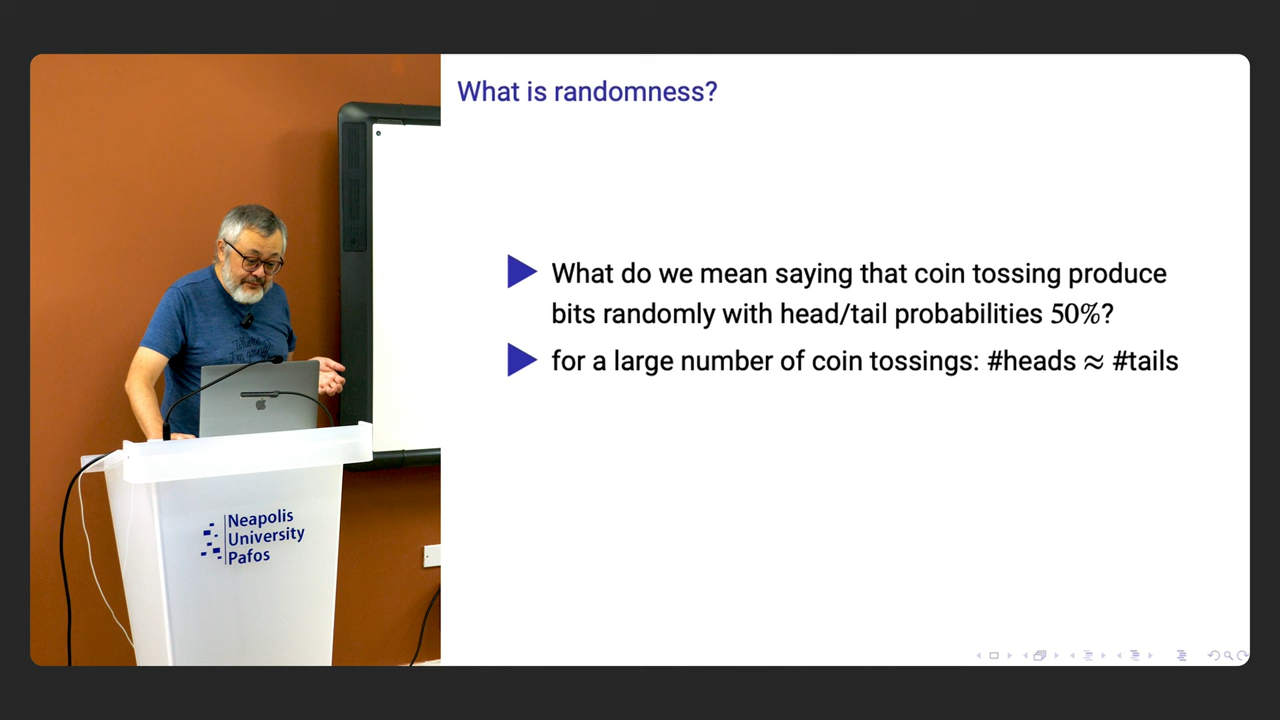 What is randomness?
What do we mean saying that coin tossing produce
bits randomly with head/tail probabilities 50%?
for a large number of coin tossings: #heads ≈ #tails
Neapolis
University
Pafos